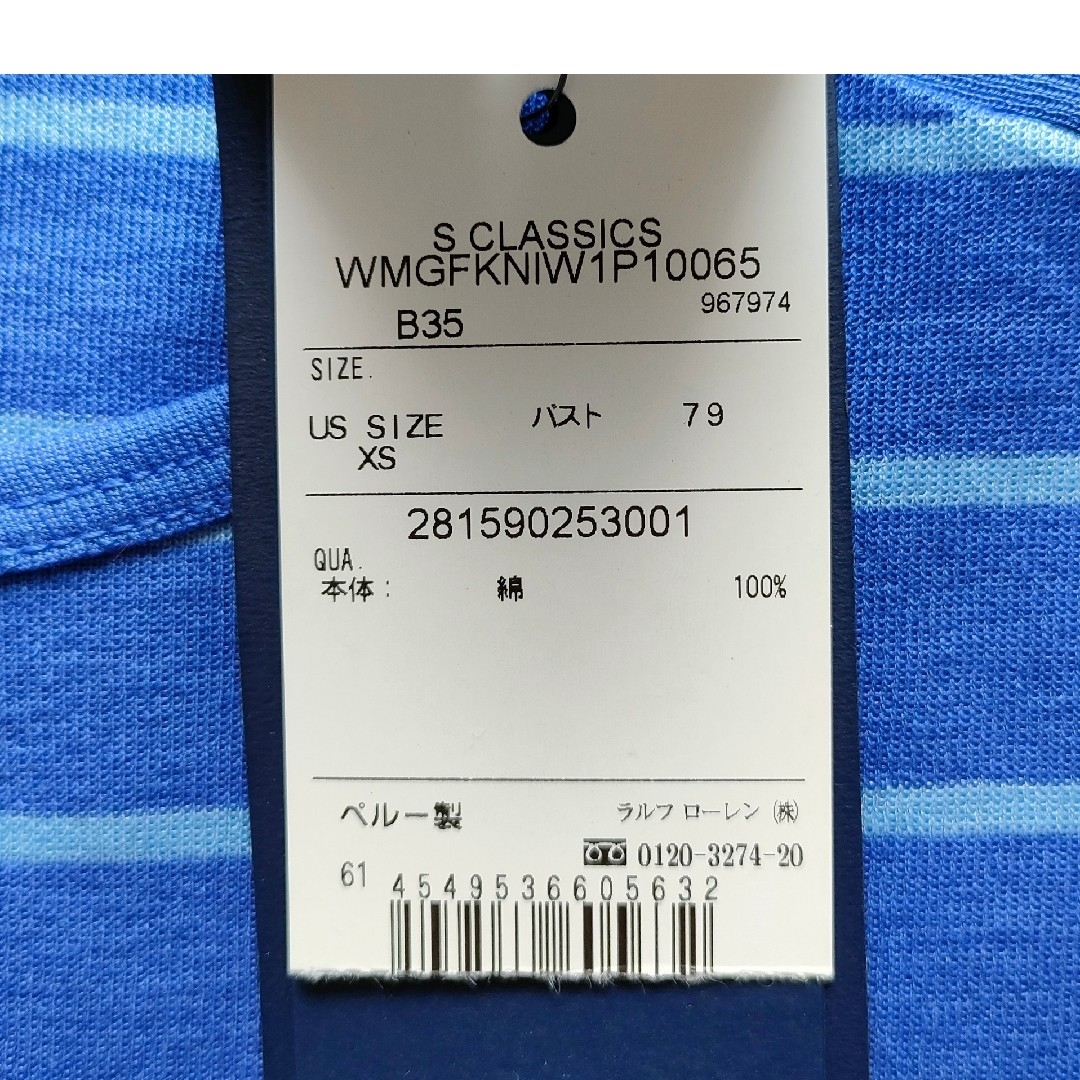 S CLASSICS
WMGFKNIW1P10065
B35 967974
SIZE.
US SIZE バスト 79
XS
281590253001
QUA.
本体: 綿 100%
ペルー製 ラルフ ローレン ㈱
0120-3274-20
61 4549536605632